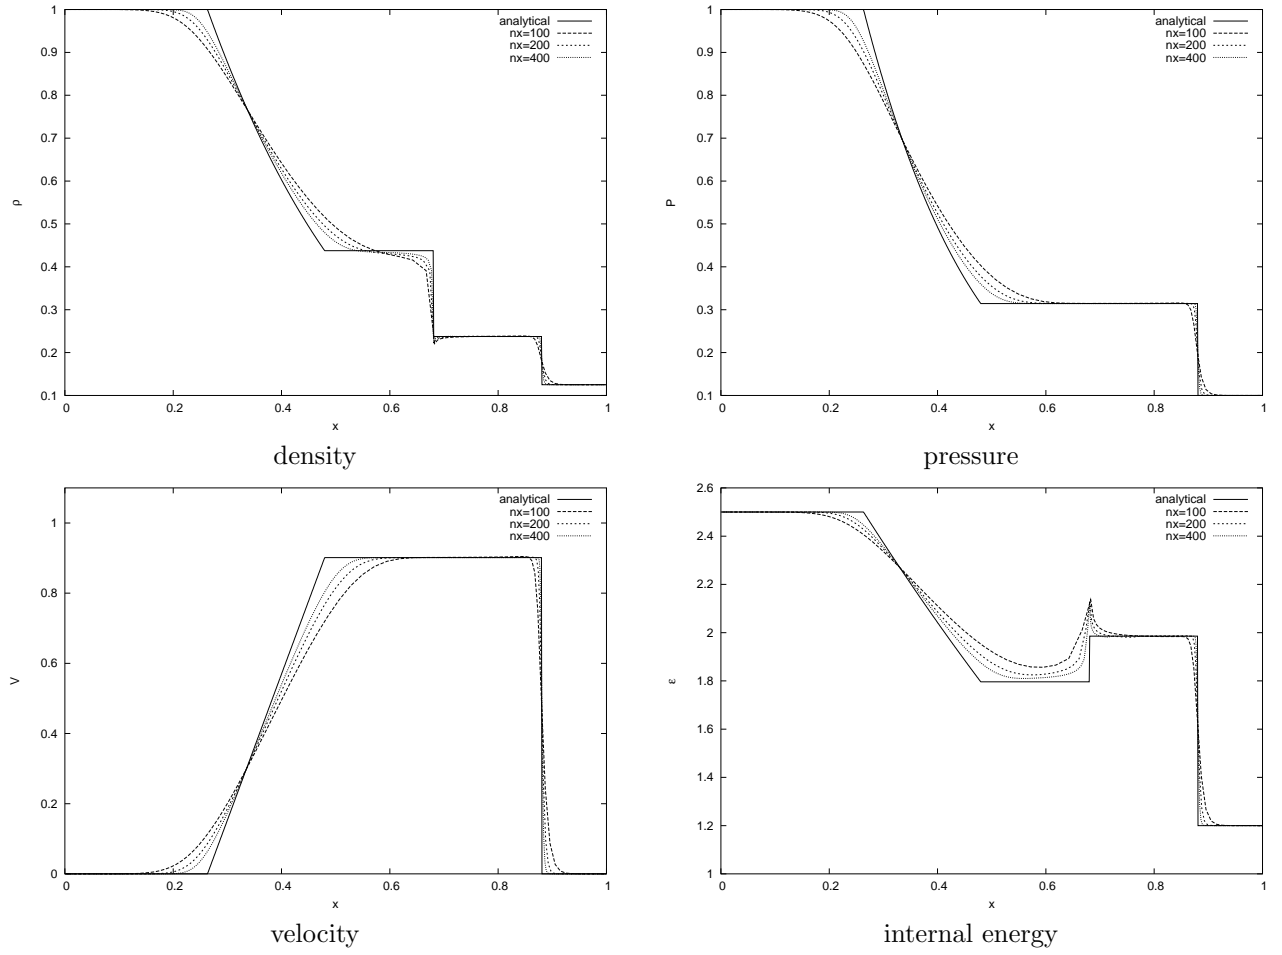 analytical
nx=100
nx=200
nx=400
1
0.9
0.8
0.7
0.6
0.5
0.4
0.3
0.2
0.1
ρ
0 0.2 0.4 0.6 0.8 1
x
density
analytical
nx=100
nx=200
nx=400
1
0.9
0.8
0.7
0.6
0.5
0.4
0.3
0.2
0.1
P
0 0.2 0.4 0.6 0.8 1
x
pressure
analytical
nx=100
nx=200
nx=400
1
0.8
0.6
0.4
0.2
0
V
0 0.2 0.4 0.6 0.8 1
x
velocity
analytical
nx=100
nx=200
nx=400
2.6
2.4
2.2
2
1.8
1.6
1.4
1.2
1
ε
0 0.2 0.4 0.6 0.8 1
x
internal energy